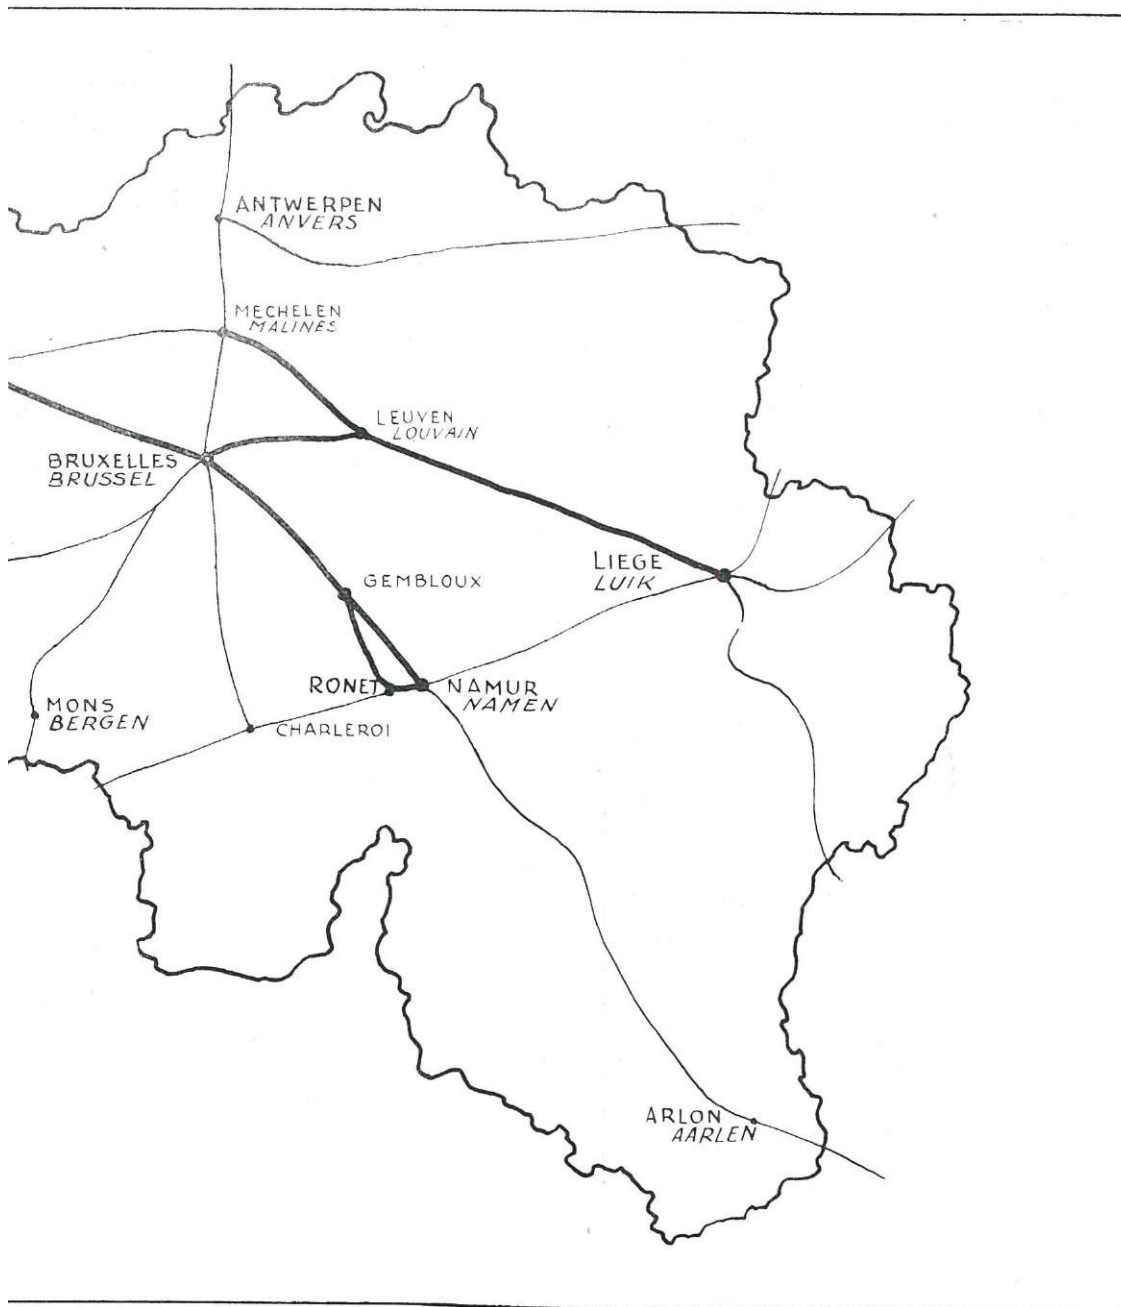 ANTWERPEN
ANVERS
MECHELEN
MALINES
LEUVEN
LOUVAIN
BRUXELLES
BRUSSEL
LIEGE
LUIK
GEMBLOUX
RONET
NAMUR
NAMEN
MONS
BERGEN
CHARLEROI
ARLON
AARLEN